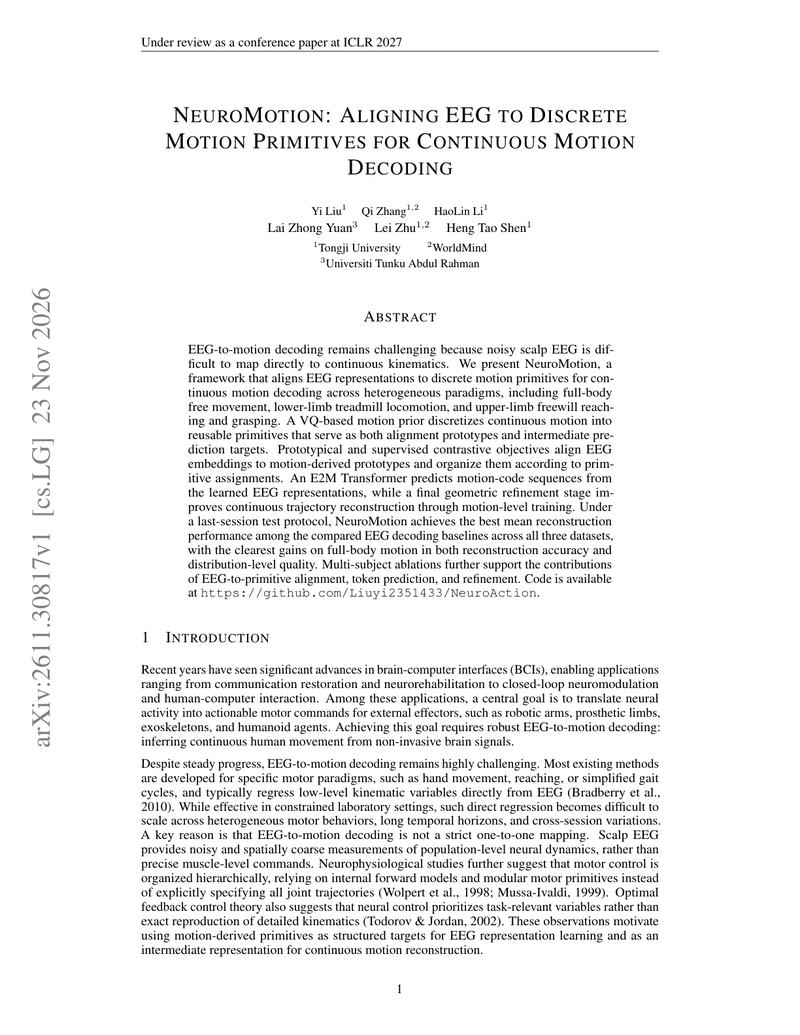 Under review as a conference paper at ICLR 2027
NEUROMOTION: ALIGNING EEG TO DISCRETE
MOTION PRIMITIVES FOR CONTINUOUS MOTION
DECODING
Yi Liu1 Qi Zhang1,2 HaoLin Li1
Lai Zhong Yuan3 Lei Zhu1,2 Heng Tao Shen1
1Tongji University 2WorldMind
3Universiti Tunku Abdul Rahman
ABSTRACT
EEG-to-motion decoding remains challenging because noisy scalp EEG is dif-
ficult to map directly to continuous kinematics. We present NeuroMotion, a
framework that aligns EEG representations to discrete motion primitives for con-
tinuous motion decoding across heterogeneous paradigms, including full-body
free movement, lower-limb treadmill locomotion, and upper-limb freewill reach-
ing and grasping. A VQ-based motion prior discretizes continuous motion into
reusable primitives that serve as both alignment prototypes and intermediate pre-
diction targets. Prototypical and supervised contrastive objectives align EEG
embeddings to motion-derived prototypes and organize them according to prim-
itive assignments. An E2M Transformer predicts motion-code sequences from
the learned EEG representations, while a final geometric refinement stage im-
proves continuous trajectory reconstruction through motion-level training. Under
a last-session test protocol, NeuroMotion achieves the best mean reconstruction
performance among the compared EEG decoding baselines across all three datasets,
with the clearest gains on full-body motion in both reconstruction accuracy and
distribution-level quality. Multi-subject ablations further support the contributions
of EEG-to-primitive alignment, token prediction, and refinement. Code is available
at https://github.com/Liuyi2351433/NeuroAction.
1 INTRODUCTION
Recent years have seen significant advances in brain-computer interfaces (BCIs), enabling applications
ranging from communication restoration and neurorehabilitation to closed-loop neuromodulation
and human-computer interaction. Among these applications, a central goal is to translate neural
activity into actionable motor commands for external effectors, such as robotic arms, prosthetic limbs,
exoskeletons, and humanoid agents. Achieving this goal requires robust EEG-to-motion decoding:
inferring continuous human movement from non-invasive brain signals.
Despite steady progress, EEG-to-motion decoding remains highly challenging. Most existing methods
are developed for specific motor paradigms, such as hand movement, reaching, or simplified gait
cycles, and typically regress low-level kinematic variables directly from EEG (Bradberry et al.,
2010). While effective in constrained laboratory settings, such direct regression becomes difficult to
scale across heterogeneous motor behaviors, long temporal horizons, and cross-session variations.
A key reason is that EEG-to-motion decoding is not a strict one-to-one mapping. Scalp EEG
provides noisy and spatially coarse measurements of population-level neural dynamics, rather than
precise muscle-level commands. Neurophysiological studies further suggest that motor control is
organized hierarchically, relying on internal forward models and modular motor primitives instead
of explicitly specifying all joint trajectories (Wolpert et al., 1998; Mussa-Ivaldi, 1999). Optimal
feedback control theory also suggests that neural control prioritizes task-relevant variables rather than
exact reproduction of detailed kinematics (Todorov & Jordan, 2002). These observations motivate
using motion-derived primitives as structured targets for EEG representation learning and as an
intermediate representation for continuous motion reconstruction.
1
arXiv:2611.30817v1 [cs.LG] 23 Nov 2026